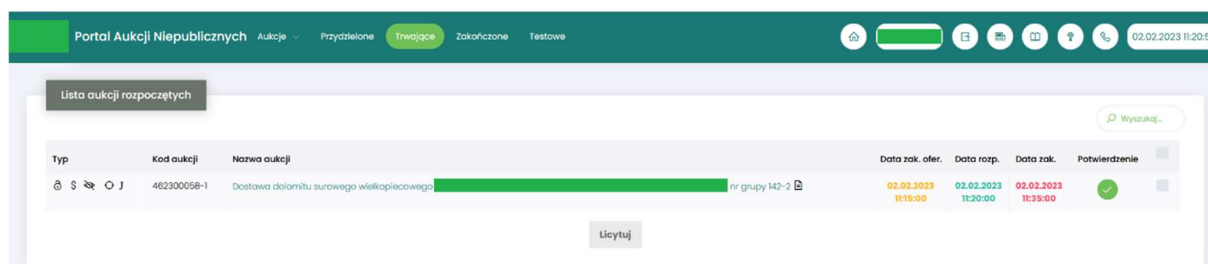 Portal Aukcji Niepublicznych Aukcje Przydzielone Trwające Zakończone Testowe 02.02.2023 11:20:5
Lista aukcji rozpoczętych
Wyszukaj...
Typ Kod aukcji Nazwa aukcji Data zak. ofer. Data rozp. Data zak. Potwierdzenie
$ J 462300058-1 Dostawa dolomitu surowego wielkopiecowego nr grupy 142-2 02.02.2023 02.02.2023 02.02.2023
11:15:00 11:20:00 11:35:00
Licytuj